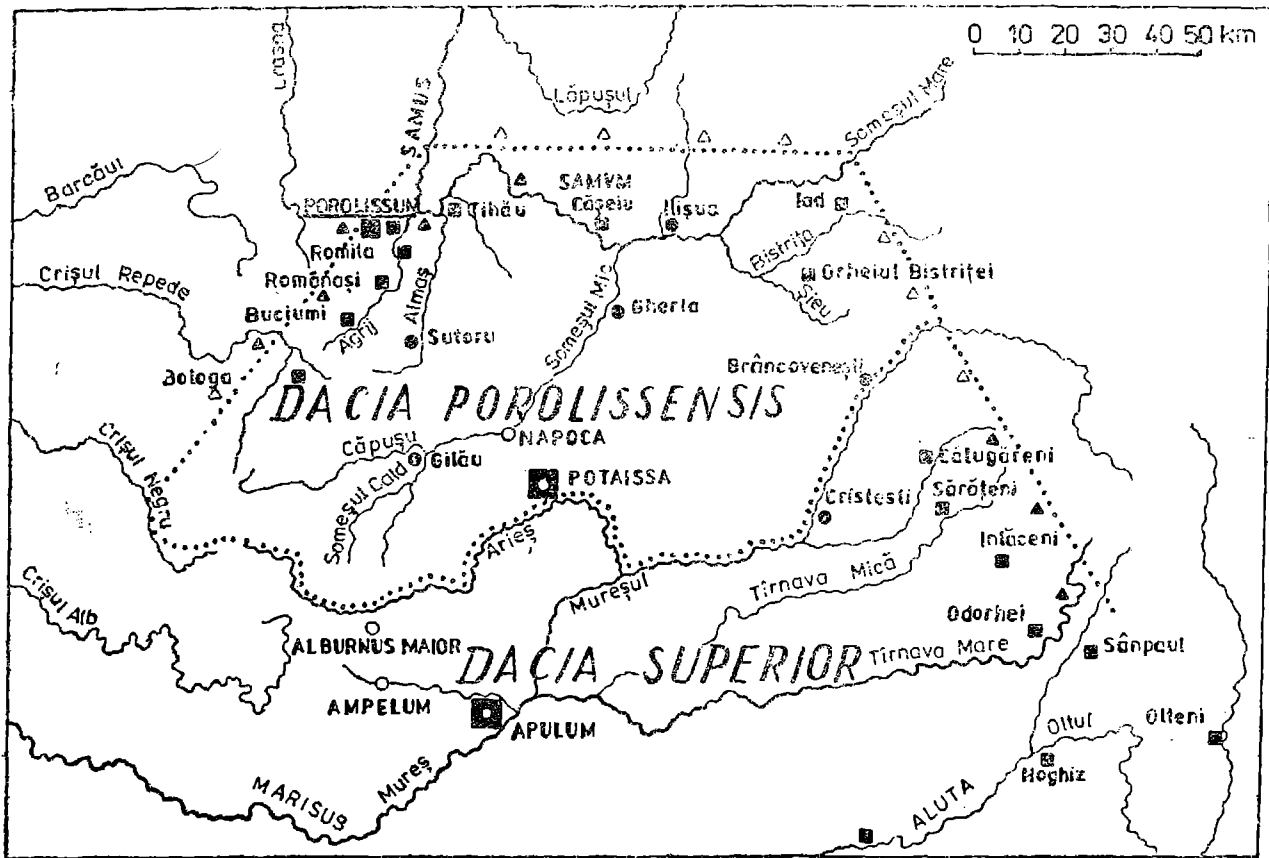 0 10 20 30 40 50 km
Crasna
SAMUS
Lăpuşul
Someşul Mare
Barcăul
POROLISSUM
Tihău
SAMVM
Căşeiu
Ilişua
Iad
Romita
Bistriţa
Crişul Repede
Românaşi
Orheiul Bistriţei
Şieu
Buciumi
Agrij
Almaş
Someşul Mic
Gherla
Sutoru
Bologa
Brâncoveneşti
DACIA POROLISSENSIS
Crişul Negru
Căpuşu
NAPOCA
Gilău
Someşul Cald
POTAISSA
Călugăreni
Sărăţeni
Cristeşti
Arieş
Inlăceni
Crişul Alb
Mureşul
Tîrnava Mică
ALBURNUS MAIOR
Odorhei
DACIA SUPERIOR
Tîrnava Mare
Sânpaul
AMPELUM
APULUM
Oltul
Olteni
MARISUS
Mureş
Hoghiz
ALUTA